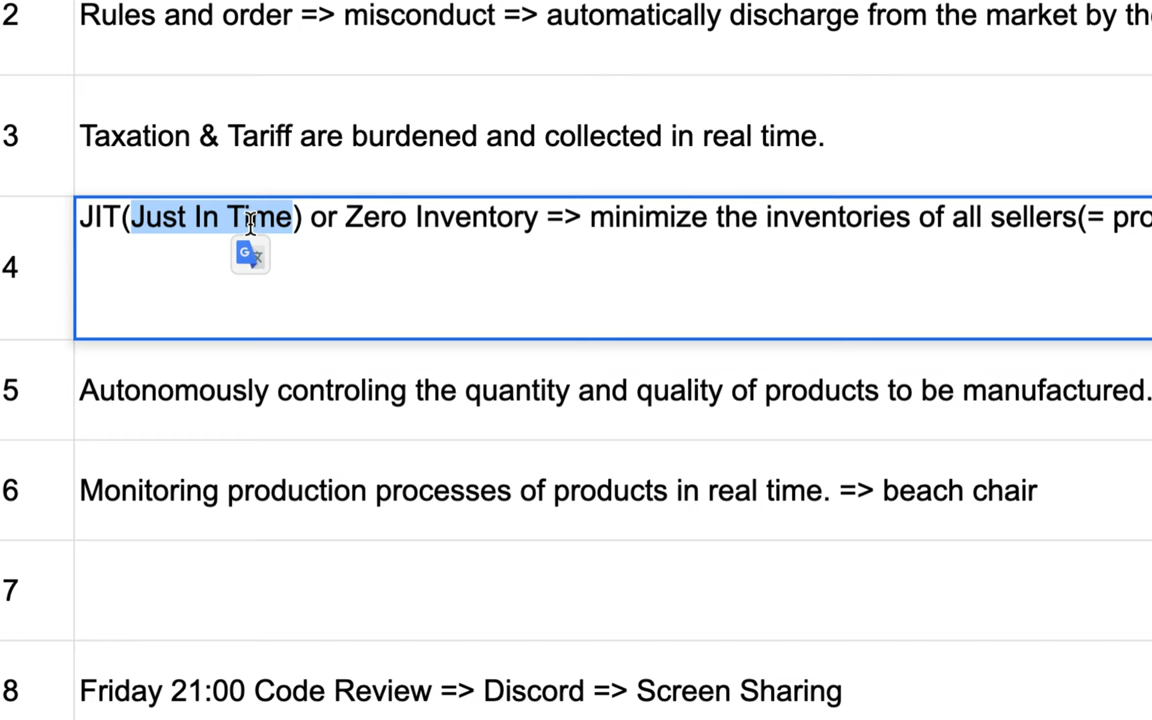 2 Rules and order => misconduct => automatically discharge from the market by
3 Taxation & Tariff are burdened and collected in real time.
4 JIT(Just In Time) or Zero Inventory => minimize the inventories of all sellers(=
5 Autonomously controling the quantity and quality of products to be manufactured.
6 Monitoring production processes of products in real time. => beach chair
7
8 Friday 21:00 Code Review => Discord => Screen Sharing